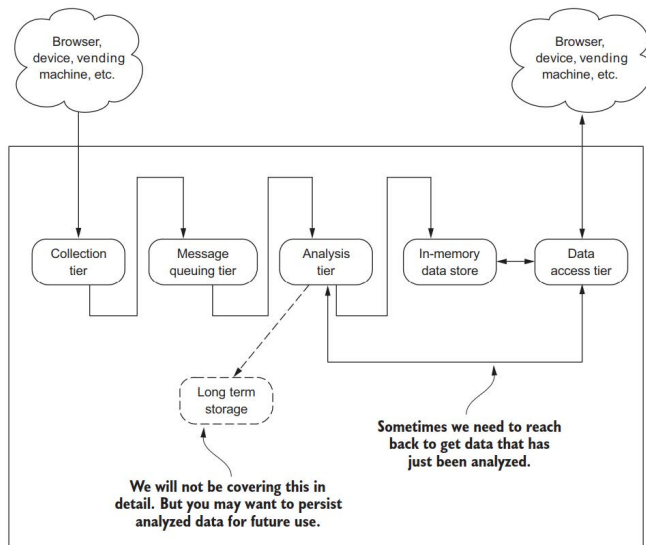 Browser,
device, vending
machine, etc.
Browser,
device, vending
machine, etc.
Collection
tier
Message
queuing tier
Analysis
tier
In-memory
data store
Data
access tier
Long term
storage
Sometimes we need to reach
back to get data that has
just been analyzed.
We will not be covering this in
detail. But you may want to persist
analyzed data for future use.